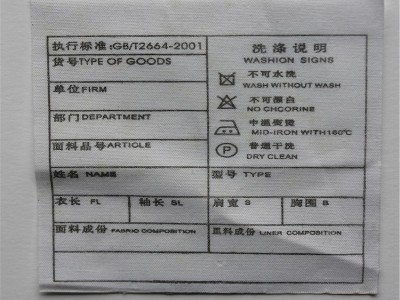 执行标准:GB/T2664-2001
货号TYPE OF GOODS
单位FIRM
部门DEPARTMENT
面料品号ARTICLE
洗涤说明
WASHION SIGNS
不可水洗
WASH WITHOUT WASH
不可漂白
NO CHCORINE
中温熨烫
MID-IRON WITH160℃
P
普通干洗
DRY CLEAN
姓名 NAME
型号 TYPE
衣长 FL
袖长 SL
肩宽 S
胸围 B
面料成份 FABRIC COMPOSITION
里料成份 LINER COMPOSITION